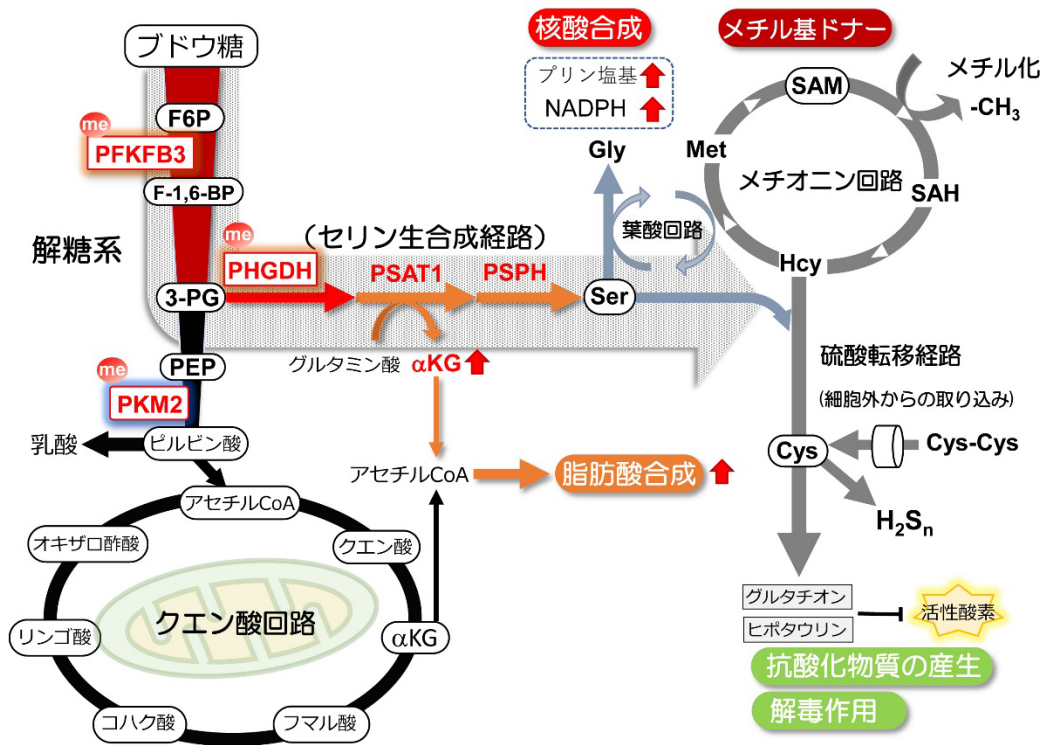 ブドウ糖
F6P
me
PFKFB3
F-1,6-BP
解糖系
3-PG
me
PHGDH
(セリン生合成経路)
PSAT1
PSPH
Ser
グルタミン酸
αKG
PEP
me
PKM2
乳酸
ピルビン酸
アセチルCoA
オキザロ酢酸
クエン酸
クエン酸回路
リンゴ酸
αKG
コハク酸
フマル酸
アセチルCoA
脂肪酸合成
核酸合成
プリン塩基
NADPH
Gly
葉酸回路
メチル基ドナー
SAM
メチル化
-CH₃
Met
メチオニン回路
SAH
Hcy
硫酸転移経路
(細胞外からの取り込み)
Cys
Cys-Cys
H₂Sₙ
グルタチオン
ヒポタウリン
活性酸素
抗酸化物質の産生
解毒作用